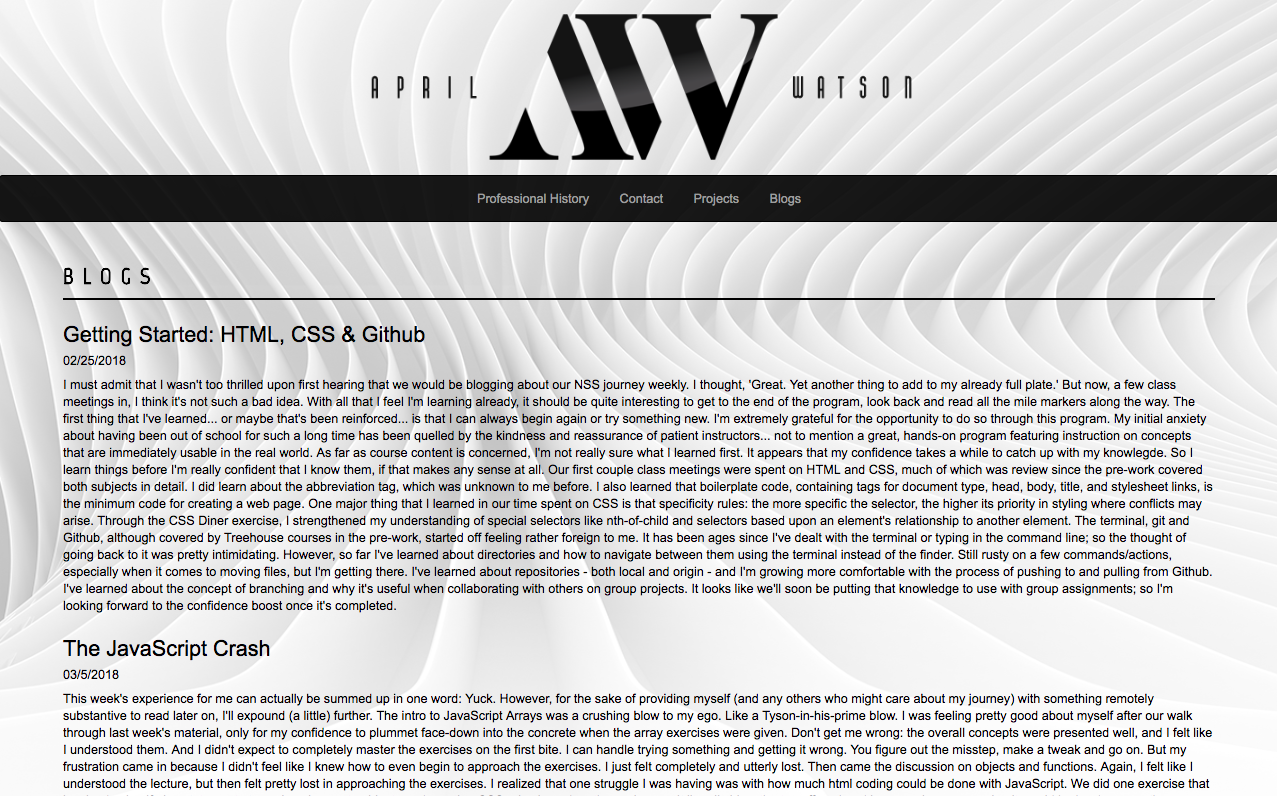 APRIL AW WATSON
Professional History Contact Projects Blogs
BLOGS
Getting Started: HTML, CSS & Github
02/25/2018
I must admit that I wasn't too thrilled upon first hearing that we would be blogging about our NSS journey weekly. I thought, 'Great. Yet another thing to add to my already full plate.' But now, a few class
meetings in, I think it's not such a bad idea. With all that I feel I'm learning already, it should be quite interesting to get to the end of the program, look back and read all the mile markers along the way. The
first thing that I've learned... or maybe that's been reinforced... is that I can always begin again or try something new. I'm extremely grateful for the opportunity to do so through this program. My initial anxiety
about having been out of school for such a long time has been quelled by the kindness and reassurance of patient instructors... not to mention a great, hands-on program featuring instruction on concepts
that are immediately usable in the real world. As far as course content is concerned, I'm not really sure what I learned first. It appears that my confidence takes a while to catch up with my knowlegde. So I
learn things before I'm really confident that I know them, if that makes any sense at all. Our first couple class meetings were spent on HTML and CSS, much of which was review since the pre-work covered
both subjects in detail. I did learn about the abbreviation tag, which was unknown to me before. I also learned that boilerplate code, containing tags for document type, head, body, title, and stylesheet links, is
the minimum code for creating a web page. One major thing that I learned in our time spent on CSS is that specificity rules: the more specific the selector, the higher its priority in styling where conflicts may
arise. Through the CSS Diner exercise, I strengthened my understanding of special selectors like nth-of-child and selectors based upon an element's relationship to another element. The terminal, git and
Github, although covered by Treehouse courses in the pre-work, started off feeling rather foreign to me. It has been ages since I've dealt with the terminal or typing in the command line; so the thought of
going back to it was pretty intimidating. However, so far I've learned about directories and how to navigate between them using the terminal instead of the finder. Still rusty on a few commands/actions,
especially when it comes to moving files, but I'm getting there. I've learned about repositories - both local and origin - and I'm growing more comfortable with the process of pushing to and pulling from Github.
I've learned about the concept of branching and why it's useful when collaborating with others on group projects. It looks like we'll soon be putting that knowledge to use with group assignments; so I'm
looking forward to the confidence boost once it's completed.
The JavaScript Crash
03/5/2018
This week's experience for me can actually be summed up in one word: Yuck. However, for the sake of providing myself (and any others who might care about my journey) with something remotely
substantive to read later on, I'll expound (a little) further. The intro to JavaScript Arrays was a crushing blow to my ego. Like a Tyson-in-his-prime blow. I was feeling pretty good about myself after our walk
through last week's material, only for my confidence to plummet face-down into the concrete when the array exercises were given. Don't get me wrong: the overall concepts were presented well, and I felt like
I understood them. And I didn't expect to completely master the exercises on the first bite. I can handle trying something and getting it wrong. You figure out the misstep, make a tweak and go on. But my
frustration came in because I didn't feel like I knew how to even begin to approach the exercises. I just felt completely and utterly lost. Then came the discussion on objects and functions. Again, I felt like I
understood the lecture, but then felt pretty lost in approaching the exercises. I realized that one struggle I was having was with how much html coding could be done with JavaScript. We did one exercise that